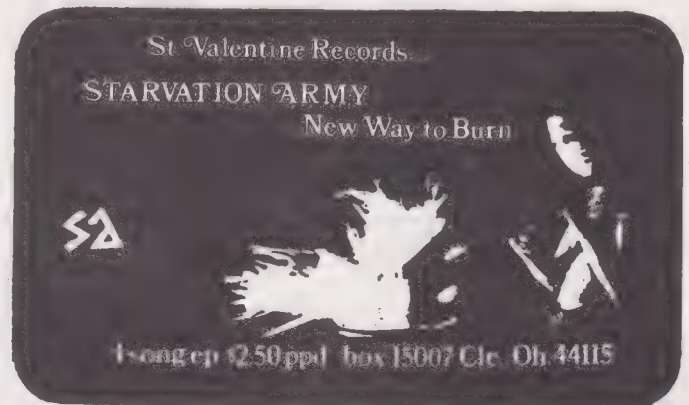 St. Valentine Records
STARVATION ARMY
New Way to Burn
SA
4 song ep $2.50 ppd box 15007 Cle. Oh. 44115